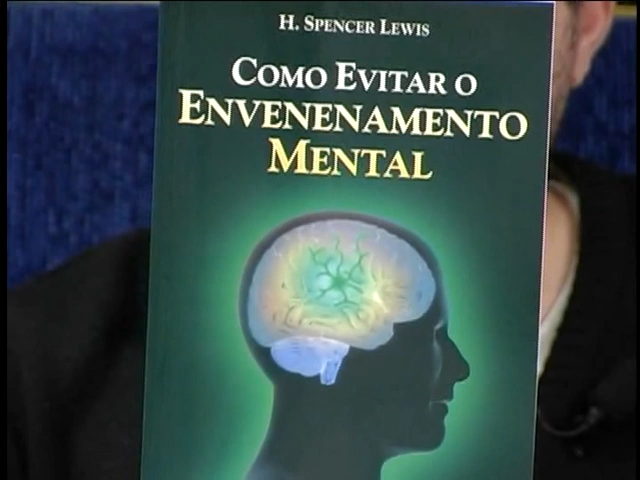 H. SPENCER LEWIS
COMO EVITAR O
ENVENENAMENTO
MENTAL